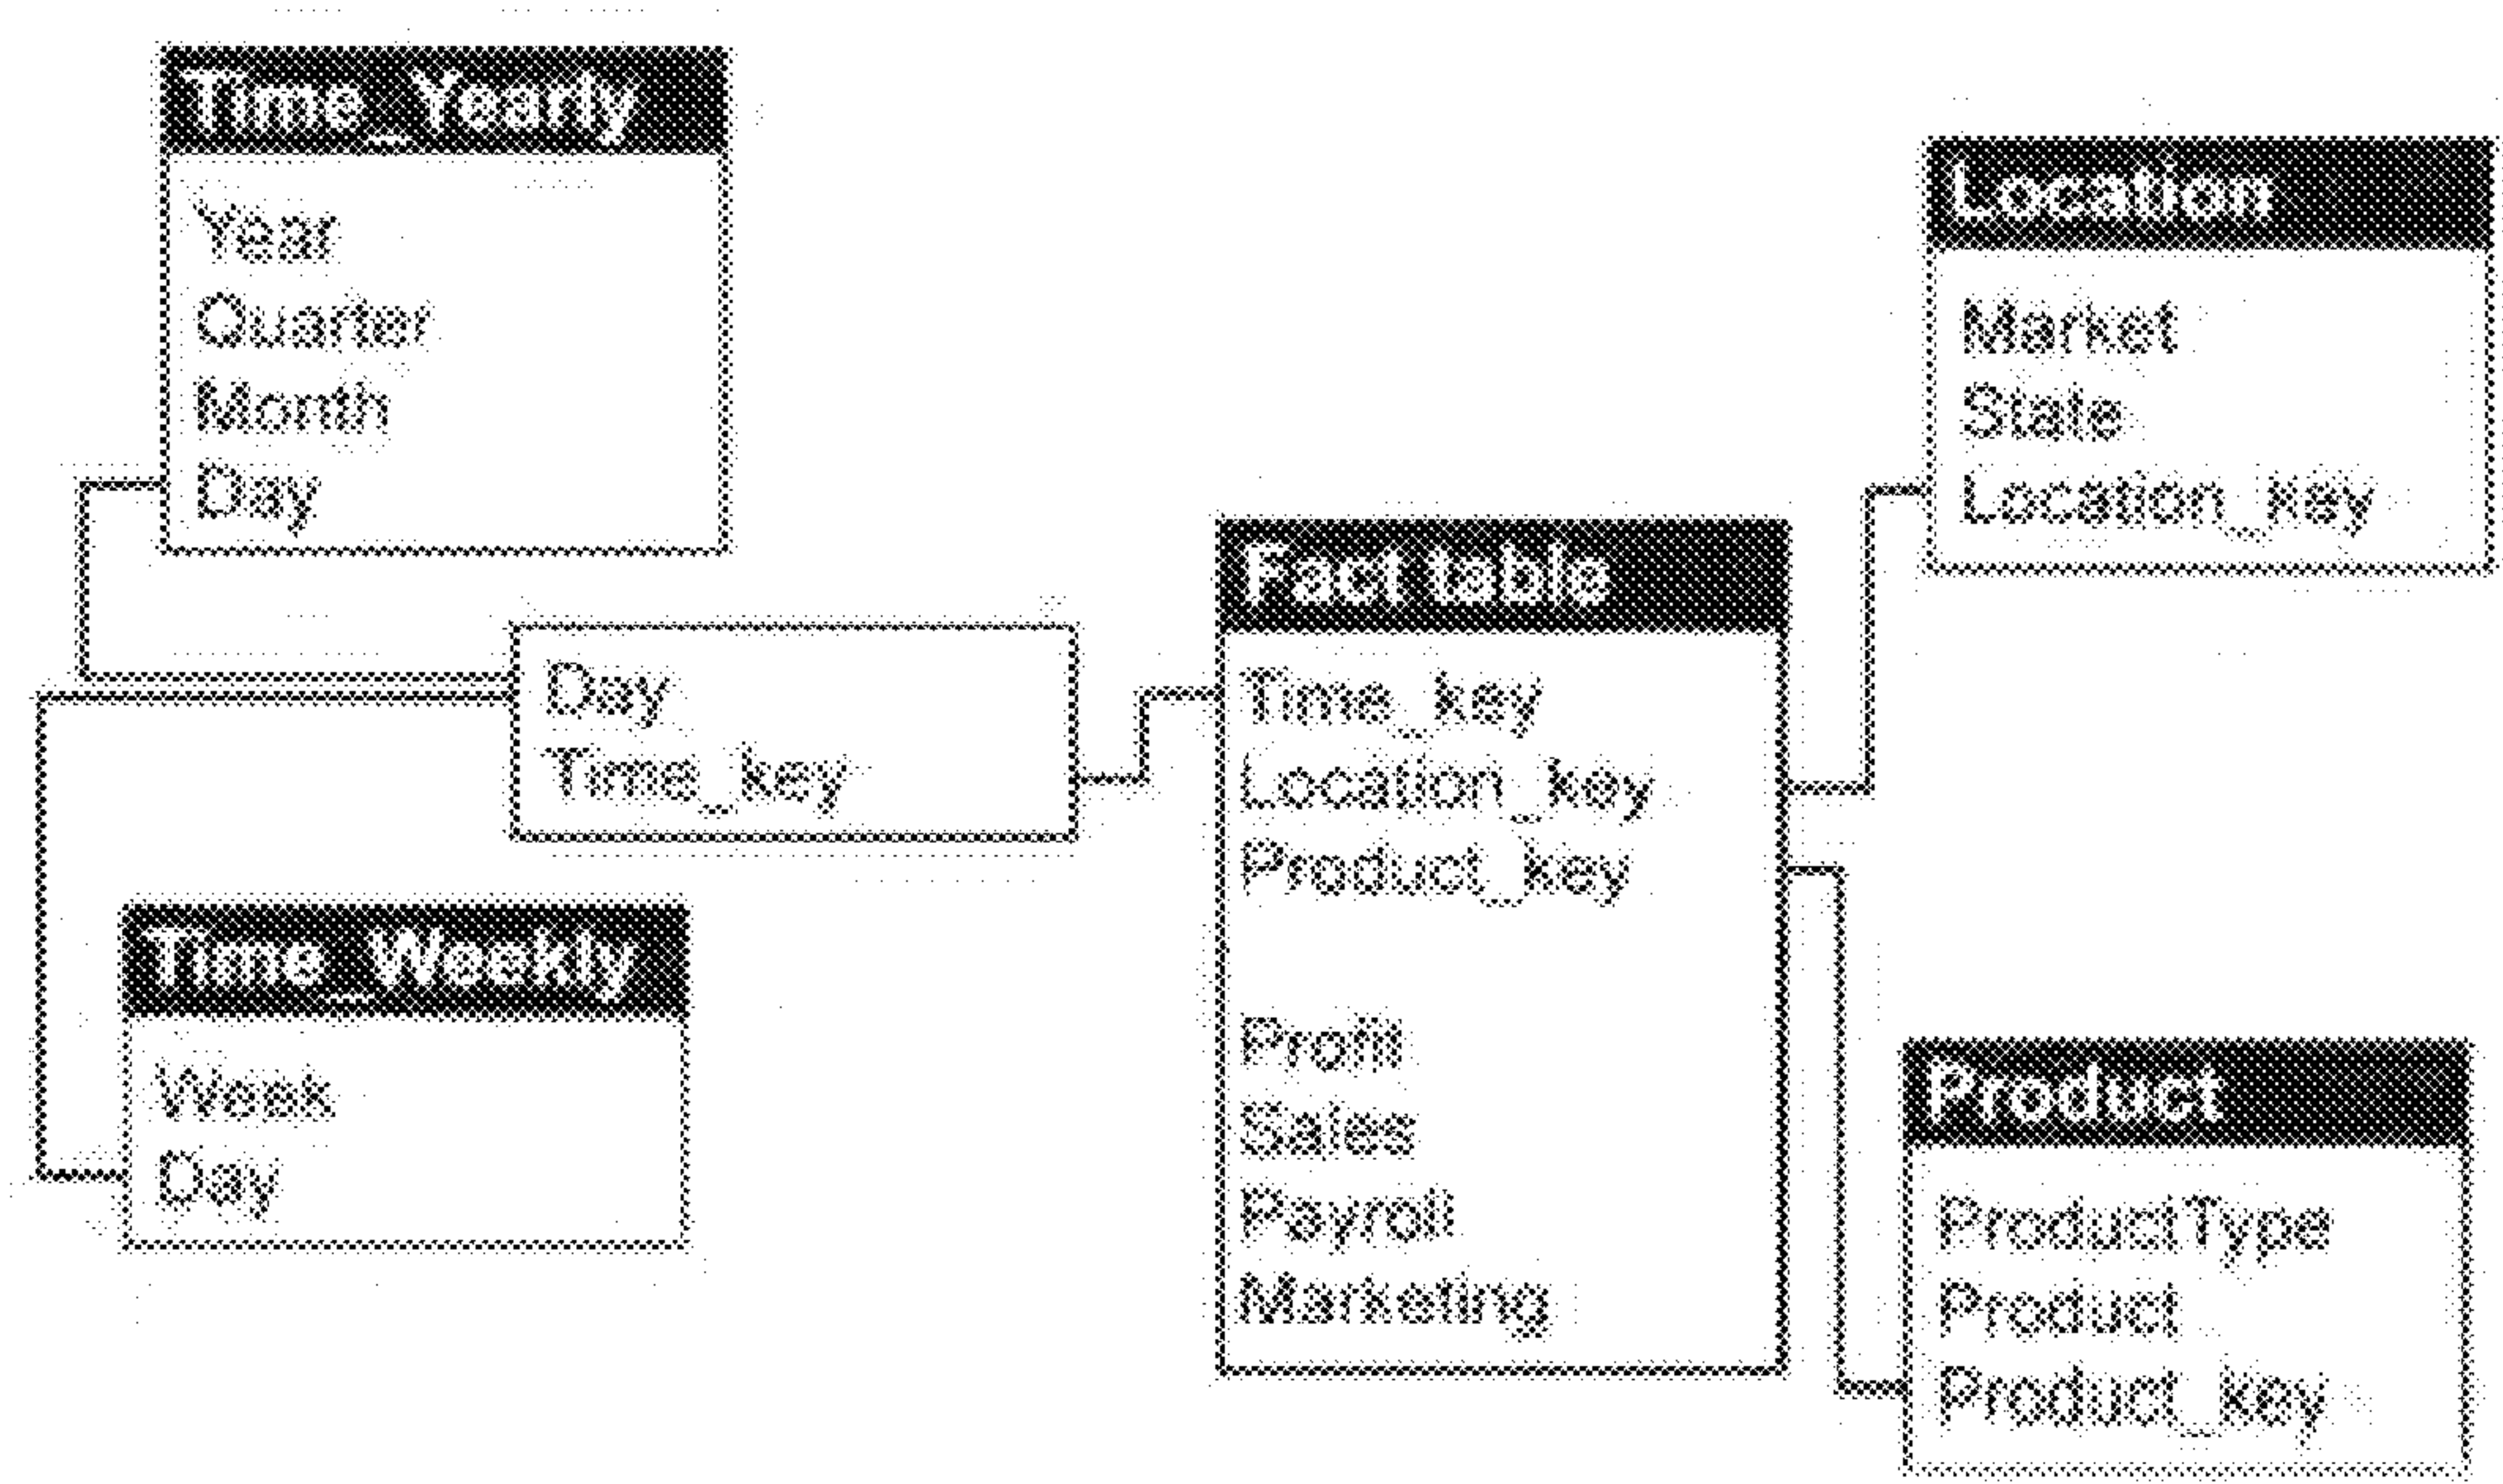 Time_Yearly
Year
Quarter
Month
Day
Day
Time_key
Time_Weekly
Week
Day
Fact table
Time_key
Location_key
Product_key
Profit
Sales
Payroll
Marketing
Location
Market
State
Location_key
Product
ProductType
Product
Product_key